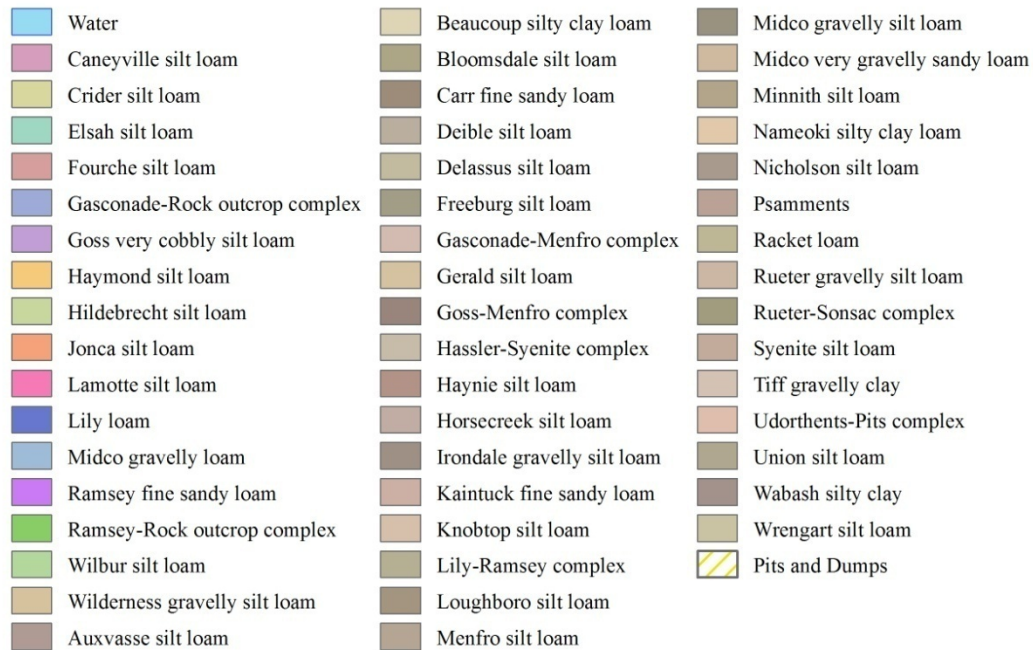 Water
Caneyville silt loam
Crider silt loam
Elsah silt loam
Fourche silt loam
Gasconade-Rock outcrop complex
Goss very cobbly silt loam
Haymond silt loam
Hildebrecht silt loam
Jonca silt loam
Lamotte silt loam
Lily loam
Midco gravelly loam
Ramsey fine sandy loam
Ramsey-Rock outcrop complex
Wilbur silt loam
Wilderness gravelly silt loam
Auxvasse silt loam
Beaucoup silty clay loam
Bloomsdale silt loam
Carr fine sandy loam
Deible silt loam
Delassus silt loam
Freeburg silt loam
Gasconade-Menfro complex
Gerald silt loam
Goss-Menfro complex
Hassler-Syenite complex
Haynie silt loam
Horsecreek silt loam
Irondale gravelly silt loam
Kaintuck fine sandy loam
Knobtop silt loam
Lily-Ramsey complex
Loughboro silt loam
Menfro silt loam
Midco gravelly silt loam
Midco very gravelly sandy loam
Minnith silt loam
Nameoki silty clay loam
Nicholson silt loam
Psamments
Racket loam
Rueter gravelly silt loam
Rueter-Sonsac complex
Syenite silt loam
Tiff gravelly clay
Udorthents-Pits complex
Union silt loam
Wabash silty clay
Wrengart silt loam
Pits and Dumps